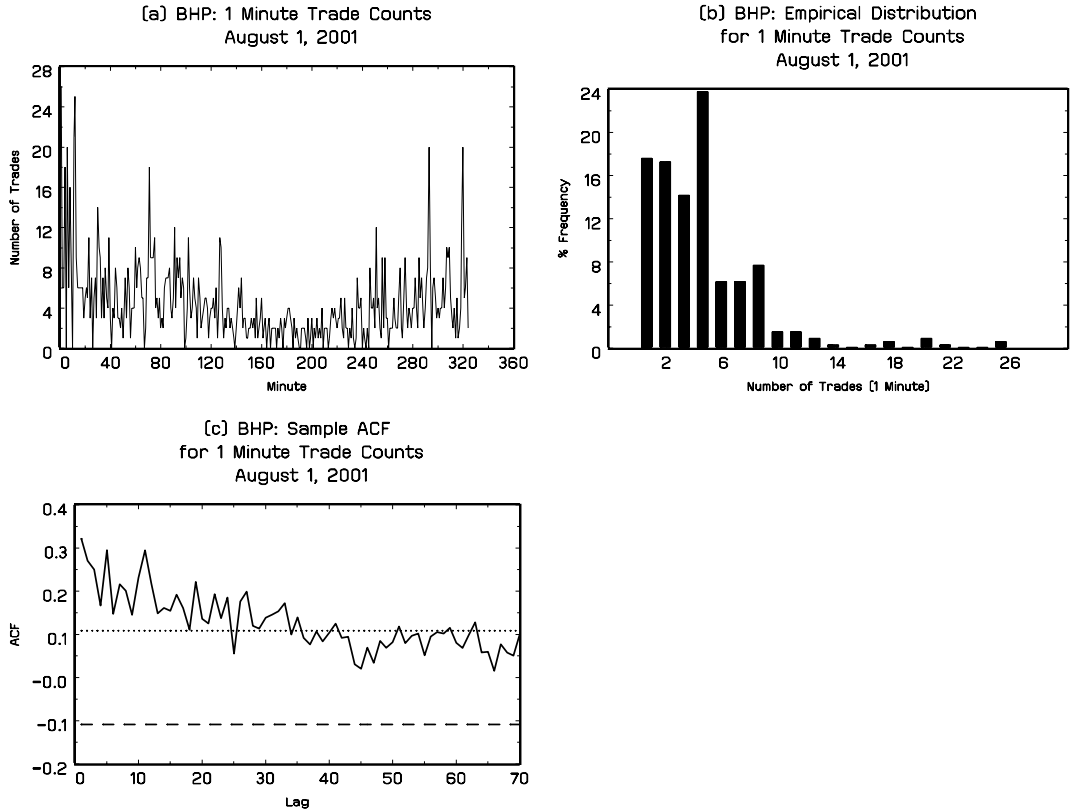 (a) BHP: 1 Minute Trade Counts
August 1, 2001
28
24
20
16
12
8
4
0
Number of Trades
0 40 80 120 160 200 240 280 320 360
Minute
(b) BHP: Empirical Distribution
for 1 Minute Trade Counts
August 1, 2001
24
20
16
12
8
4
0
% Frequency
2 6 10 14 18 22 26
Number of Trades (1 Minute)
(c) BHP: Sample ACF
for 1 Minute Trade Counts
August 1, 2001
0.4
0.3
0.2
0.1
-0.0
-0.1
-0.2
ACF
0 10 20 30 40 50 60 70
Lag